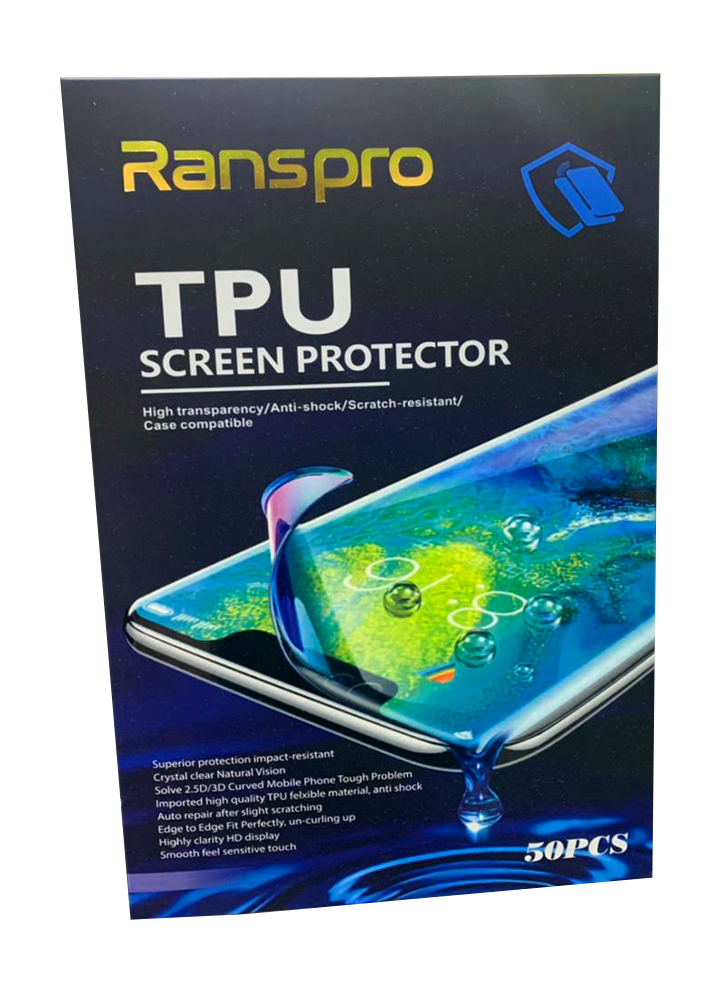 Ranspro
TPU
SCREEN PROTECTOR
High transparency/Anti-shock/Scratch-resistant/
Case compatible
Superior protection impact-resistant
Crystal clear Natural Vision
Solve 2.5D/3D Curved Mobile Phone Tough Problem
Imported high quality TPU felxible material, anti shock
Auto repair after slight scratching
Edge to Edge Fit Perfectly, un-curling up
Highly clarity HD display
Smooth feel sensitive touch
50PCS